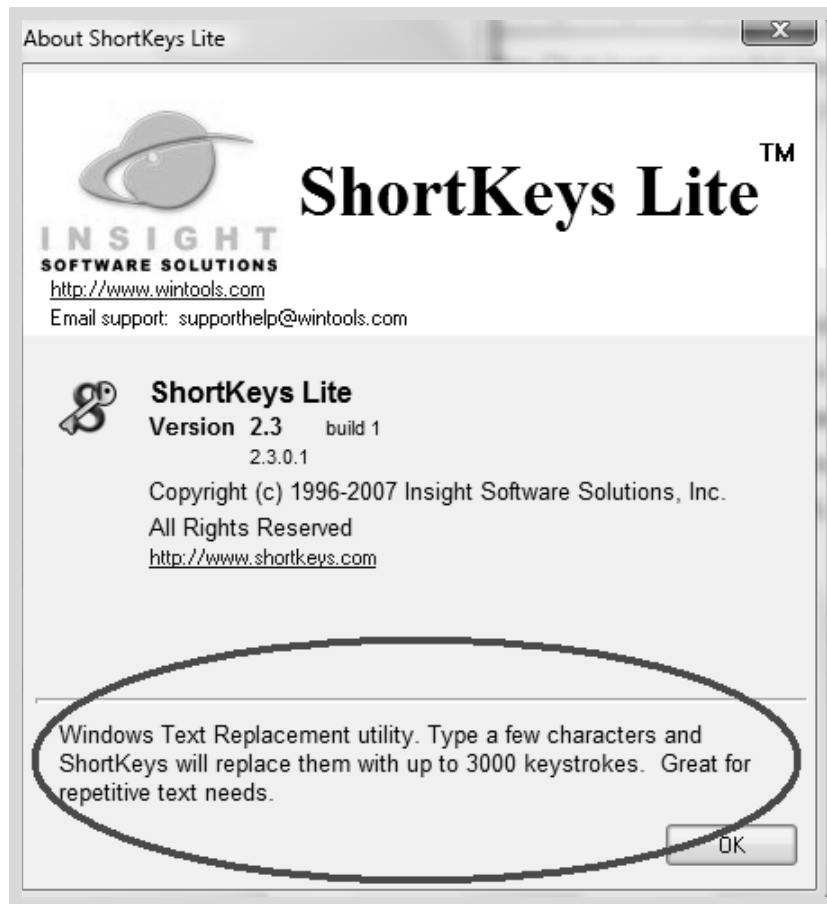 About ShortKeys Lite
X
ShortKeys Lite™
INSIGHT
SOFTWARE SOLUTIONS
http://www.wintools.com
Email support: supporthelp@wintools.com
ShortKeys Lite
Version 2.3 build 1
2.3.0.1
Copyright (c) 1996-2007 Insight Software Solutions, Inc.
All Rights Reserved
http://www.shortkeys.com
Windows Text Replacement utility. Type a few characters and
ShortKeys will replace them with up to 3000 keystrokes. Great for
repetitive text needs.
OK